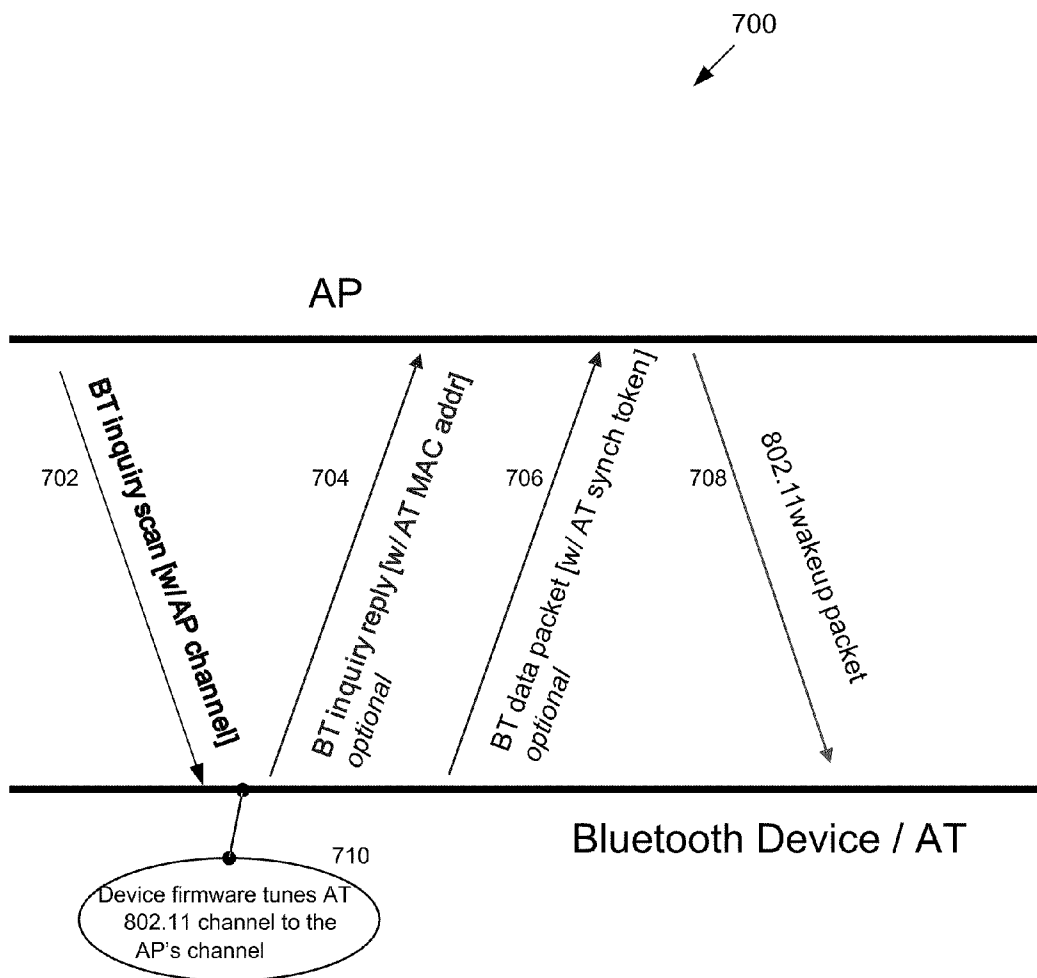 700
AP
702
BT inquiry scan [w/ AP channel]
704
BT inquiry reply [w/ AT MAC addr]
optional
706
BT data packet [w/ AT synch token]
optional
708
802.11wakeup packet
Bluetooth Device / AT
710
Device firmware tunes AT
802.11 channel to the
AP's channel